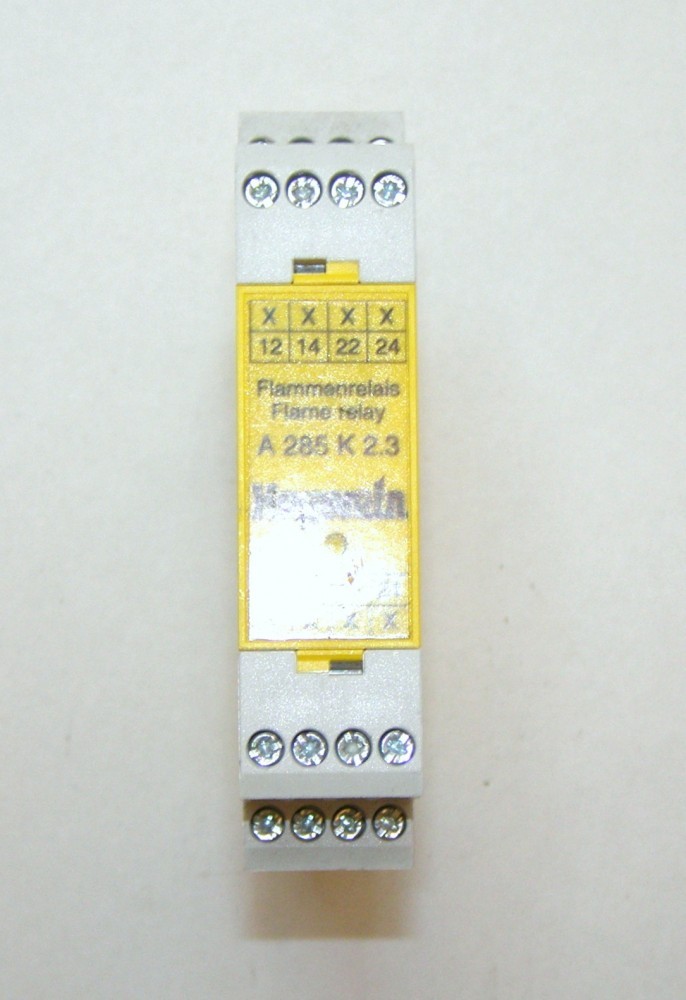 X X X X
12 14 22 24
Flammenrelais
Flame relay
A 285 K 2.3
X X